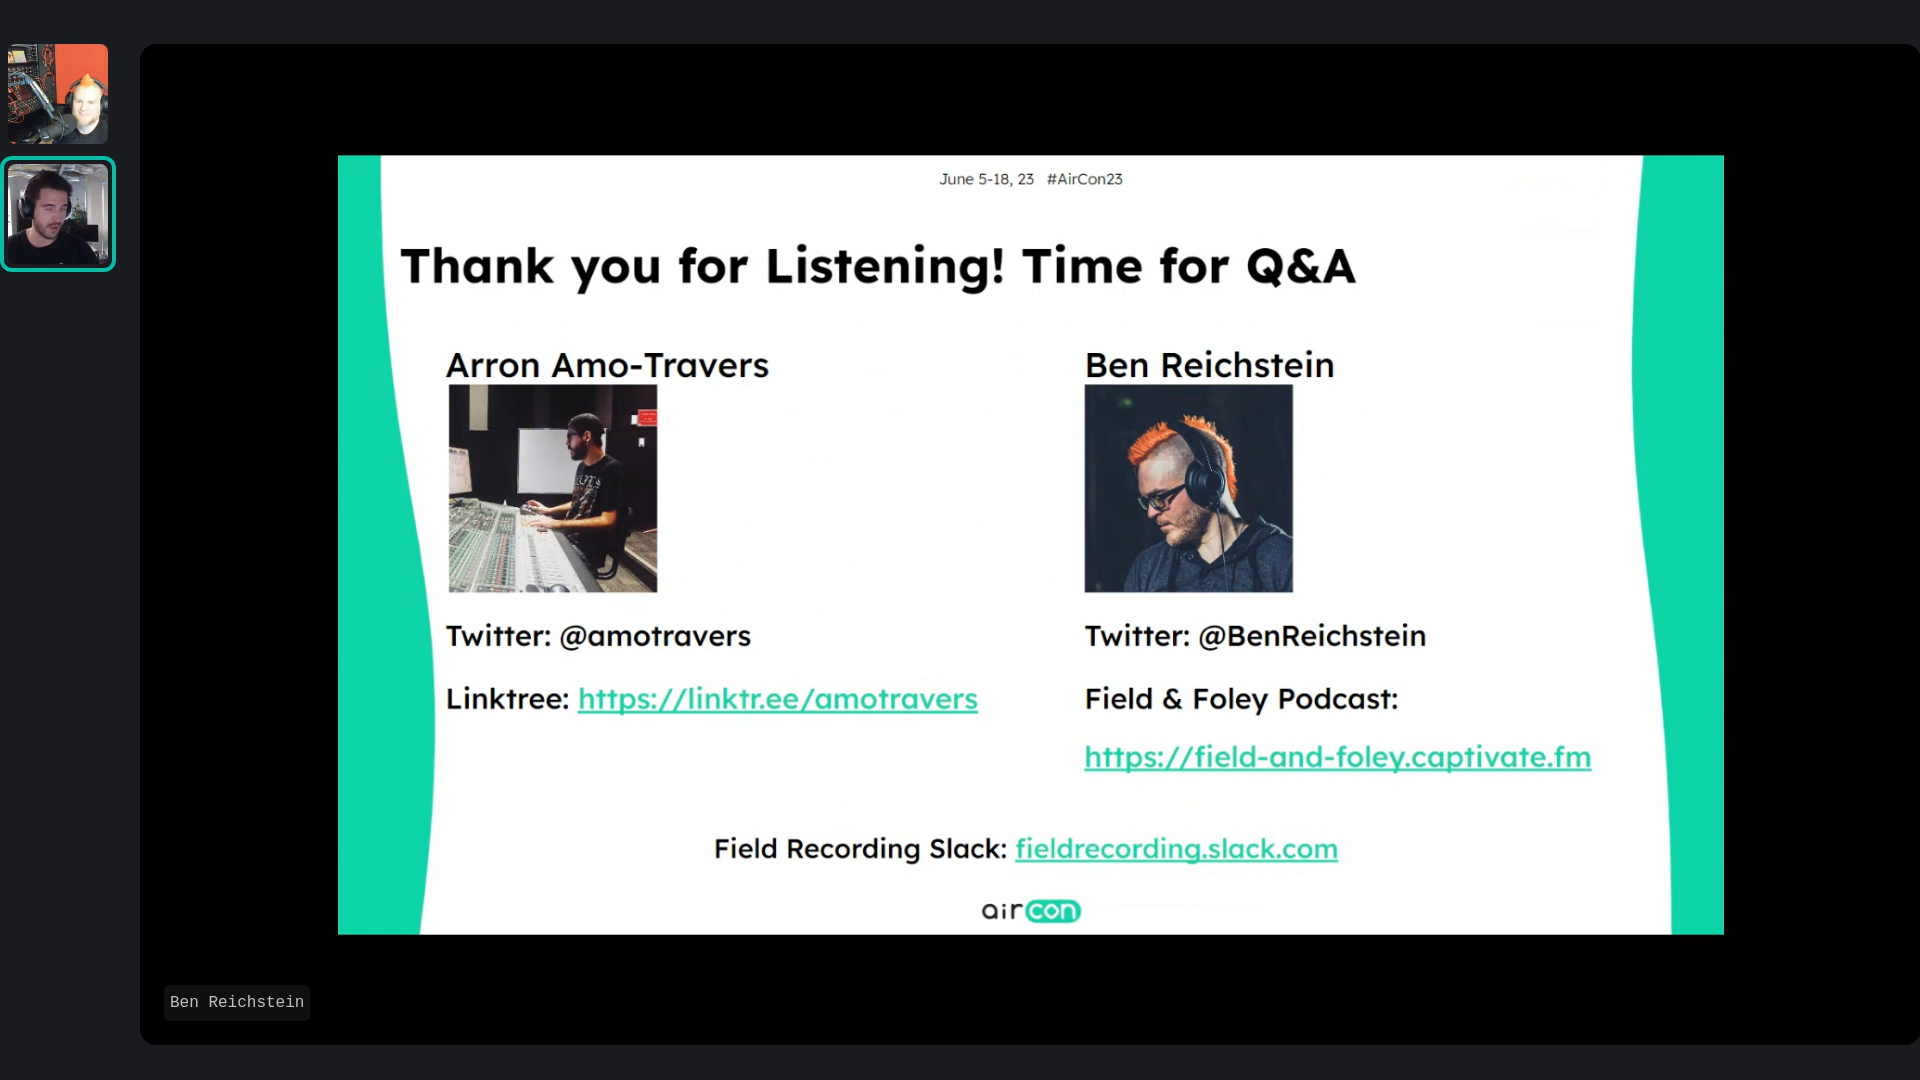 June 5-18, 23 #AirCon23
Thank you for Listening! Time for Q&A
Arron Amo-Travers
Ben Reichstein
Twitter: @amotravers
Twitter: @BenReichstein
Linktree: https://linktr.ee/amotravers
Field & Foley Podcast:
https://field-and-foley.captivate.fm
Field Recording Slack: fieldrecording.slack.com
aircon
Ben Reichstein